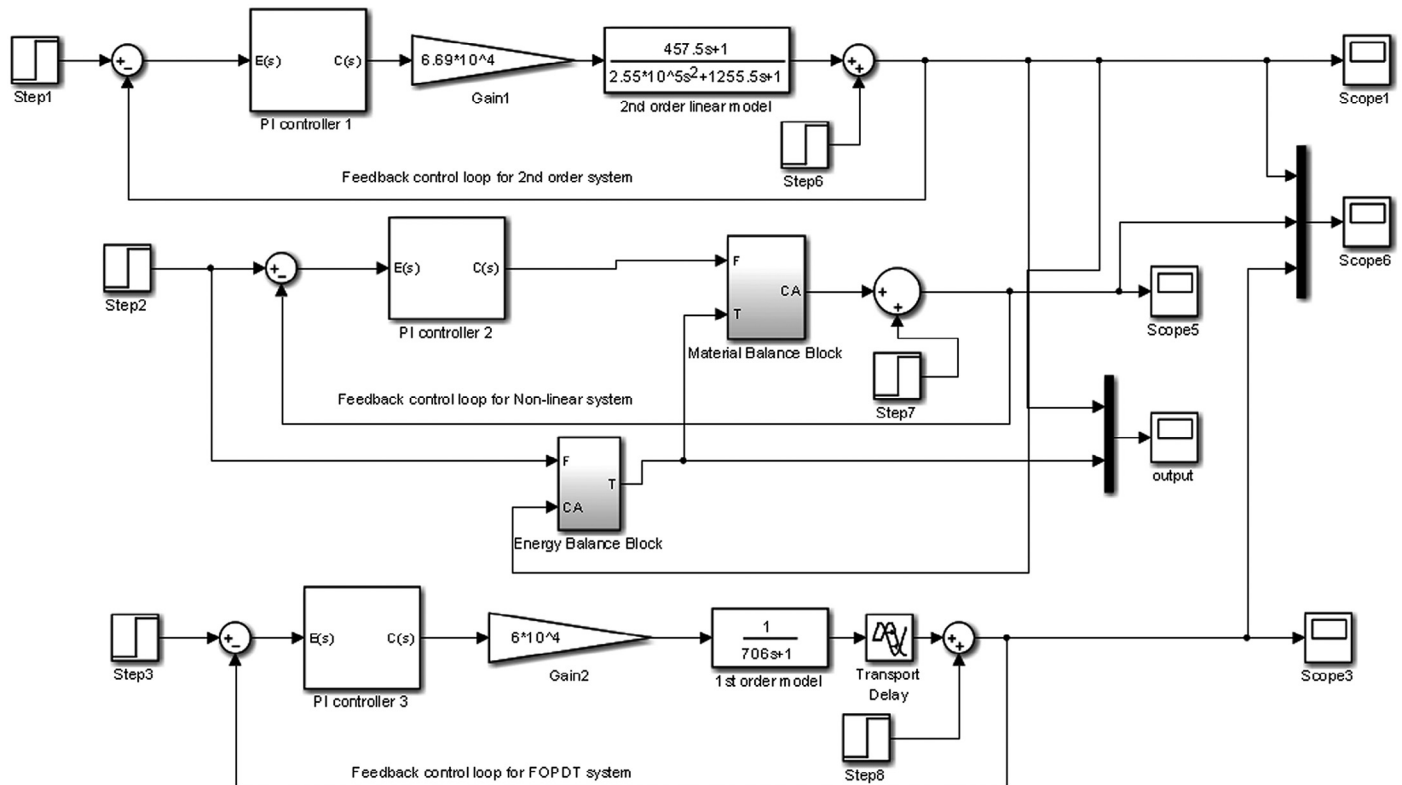 Step1
+
-
E(s)
C(s)
PI controller 1
6.69*10^4
Gain1
457.5s+1
2.55*10^5s²+1255.5s+1
2nd order linear model
+
+
Step6
Scope1
Feedback control loop for 2nd order system
Step2
+
-
E(s)
C(s)
PI controller 2
F
T
CA
Material Balance Block
+
+
Step7
Scope5
Scope6
Feedback control loop for Non-linear system
F
CA
T
Energy Balance Block
output
Step3
+
-
E(s)
C(s)
PI controller 3
6*10^4
Gain2
1
706s+1
1st order model
Transport
Delay
+
+
Step8
Scope3
Feedback control loop for FOPDT system